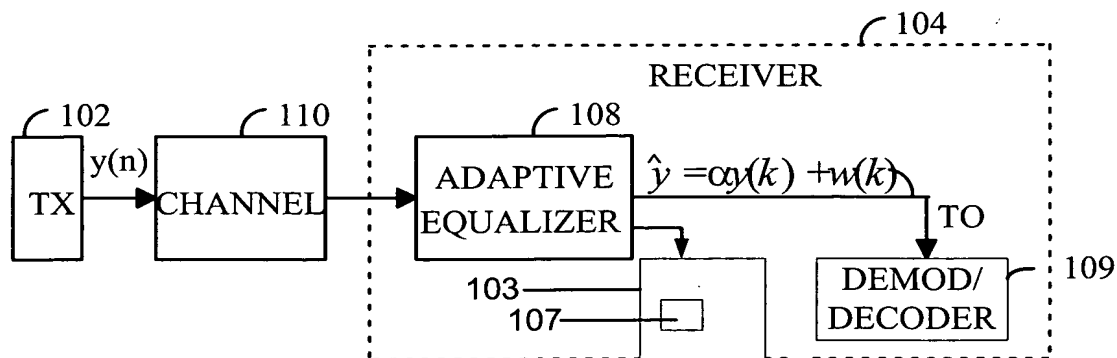 104
RECEIVER
102
110
108
y(n)
TX
CHANNEL
ADAPTIVE
EQUALIZER
ŷ =αy(k) +w(k)
TO
103
107
DEMOD/
DECODER
109